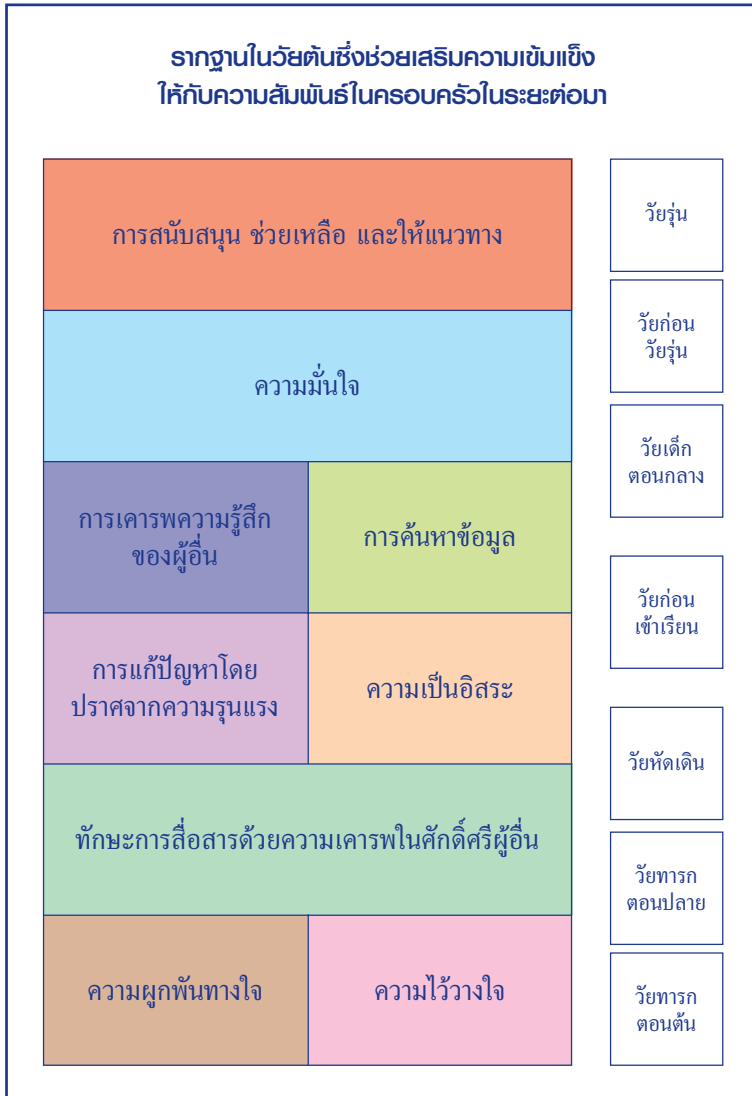 รากฐานในวัยต้นซึ่งช่วยเสริมความเข้มแข็ง
ให้กับความสัมพันธ์ในครอบครัวในระยะต่อมา
การสนับสนุน ช่วยเหลือ และให้แนวทาง
ความมั่นใจ
การเคารพความรู้สึก
ของผู้อื่น
การค้นหาข้อมูล
การแก้ปัญหาโดย
ปราศจากความรุนแรง
ความเป็นอิสระ
ทักษะการสื่อสารด้วยความเคารพในศักดิ์ศรีผู้อื่น
ความผูกพันทางใจ
ความไว้วางใจ
วัยรุ่น
วัยก่อน
วัยรุ่น
วัยเด็ก
ตอนกลาง
วัยก่อน
เข้าเรียน
วัยหัดเดิน
วัยทารก
ตอนปลาย
วัยทารก
ตอนต้น